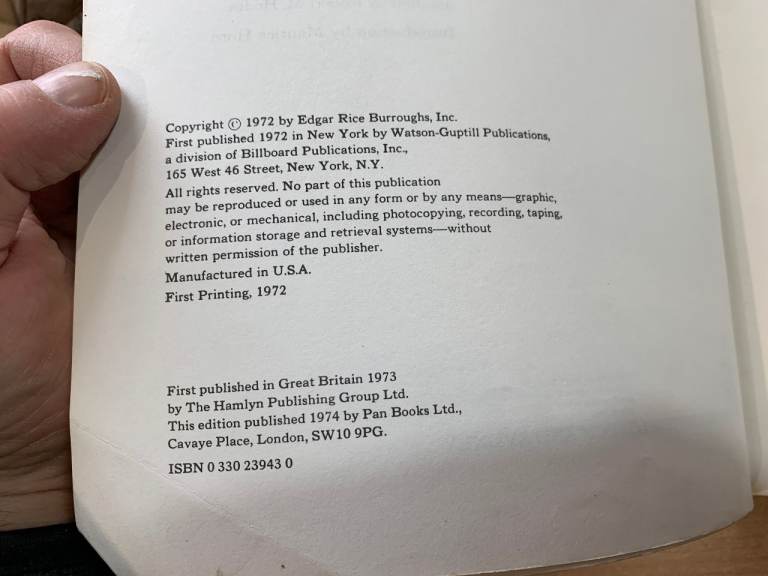 Copyright © 1972 by Edgar Rice Burroughs, Inc.
First published 1972 in New York by Watson-Guptill Publications,
a division of Billboard Publications, Inc.,
165 West 46 Street, New York, N.Y.
All rights reserved. No part of this publication
may be reproduced or used in any form or by any means—graphic,
electronic, or mechanical, including photocopying, recording, taping,
or information storage and retrieval systems—without
written permission of the publisher.
Manufactured in U.S.A.
First Printing, 1972
First published in Great Britain 1973
by The Hamlyn Publishing Group Ltd.
This edition published 1974 by Pan Books Ltd.,
Cavaye Place, London, SW10 9PG.
ISBN 0 330 23943 0